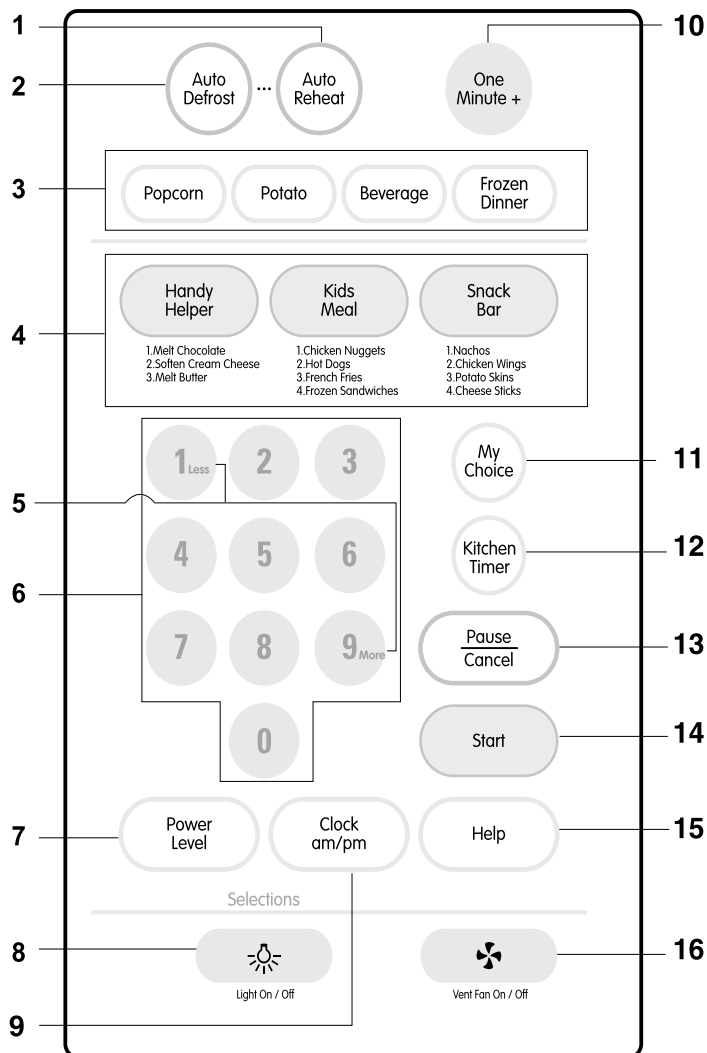 1
10
2
Auto
Defrost
...
Auto
Reheat
One
Minute +
3
Popcorn
Potato
Beverage
Frozen
Dinner
4
Handy
Helper
1.Melt Chocolate
2.Soften Cream Cheese
3.Melt Butter
Kids
Meal
1.Chicken Nuggets
2.Hot Dogs
3.French Fries
4.Frozen Sandwiches
Snack
Bar
1.Nachos
2.Chicken Wings
3.Potato Skins
4.Cheese Sticks
1 Less
2
3
My
Choice
11
5
4
5
6
Kitchen
Timer
12
6
7
8
9 More
Pause
Cancel
13
0
Start
14
7
Power
Level
Clock
am/pm
Help
15
Selections
8
Light On / Off
Vent Fan On / Off
16
9